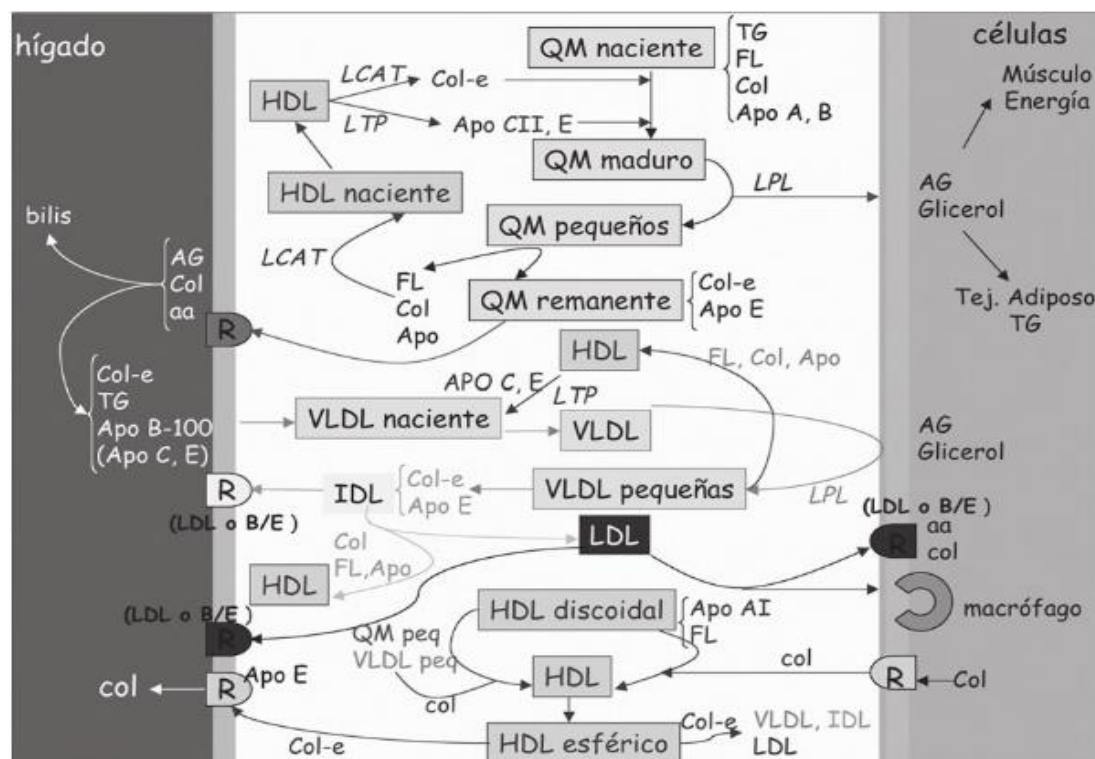 hígado
células
QM naciente
TG
FL
Col
Apo A, B
Músculo
Energía
HDL
LCAT
Col-e
LTP
Apo CII, E
QM maduro
HDL naciente
LPL
AG
Glicerol
bilis
QM pequeños
AG
Col
aa
LCAT
FL
Col
Apo
QM remanente
Col-e
Apo E
Tej. Adiposo
TG
R
HDL
FL, Col, Apo
APO C, E
LTP
Col-e
TG
Apo B-100
(Apo C, E)
VLDL naciente
VLDL
AG
Glicerol
R
(LDL o B/E )
IDL
Col-e
Apo E
VLDL pequeñas
LPL
(LDL o B/E )
R
aa
col
LDL
Col
FL,Apo
HDL
(LDL o B/E )
R
HDL discoidal
Apo AI
FL
macrófago
QM peq
VLDL peq
col
HDL
col
R
Col
col
R
Apo E
Col-e
HDL esférico
Col-e
VLDL, IDL
LDL